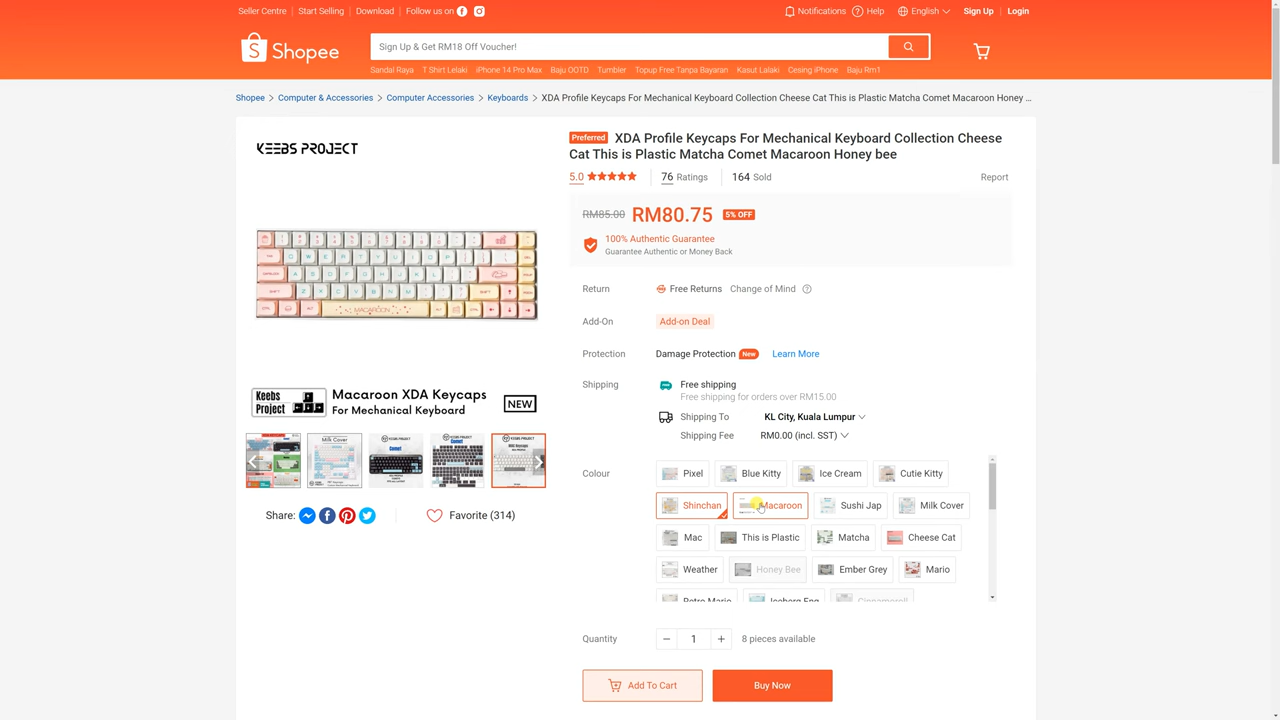 Seller Centre Start Selling Download Follow us on
Notifications Help English Sign Up Login
Shopee
Sign Up & Get RM18 Off Voucher!
Sandal Raya T Shirt Lelaki iPhone 14 Pro Max Baju OOTD Tumbler Topup Free Tanpa Bayaran Kasut Lalaki Cesing iPhone Baju Rm1
Shopee > Computer & Accessories > Computer Accessories > Keyboards > XDA Profile Keycaps For Mechanical Keyboard Collection Cheese Cat This is Plastic Matcha Comet Macaroon Honey ...
KEEBS PROJECT
MACAROON
Keebs Project
Macaroon XDA Keycaps
For Mechanical Keyboard
NEW
Milk Cover
Share:
Favorite (314)
Preferred XDA Profile Keycaps For Mechanical Keyboard Collection Cheese
Cat This is Plastic Matcha Comet Macaroon Honey bee
5.0 76 Ratings 164 Sold Report
RM85.00 RM80.75 5% OFF
100% Authentic Guarantee
Guarantee Authentic or Money Back
Return Free Returns Change of Mind
Add-On Add-on Deal
Protection Damage Protection New Learn More
Shipping Free shipping
Free shipping for orders over RM15.00
Shipping To KL City, Kuala Lumpur
Shipping Fee RM0.00 (incl. SST)
Colour Pixel Blue Kitty Ice Cream Cutie Kitty
Shinchan Macaroon Sushi Jap Milk Cover
Mac This is Plastic Matcha Cheese Cat
Weather Honey Bee Ember Grey Mario
Retro Mario Iceberg Eng Cinnamoroll
Quantity − 1 + 8 pieces available
Add To Cart Buy Now